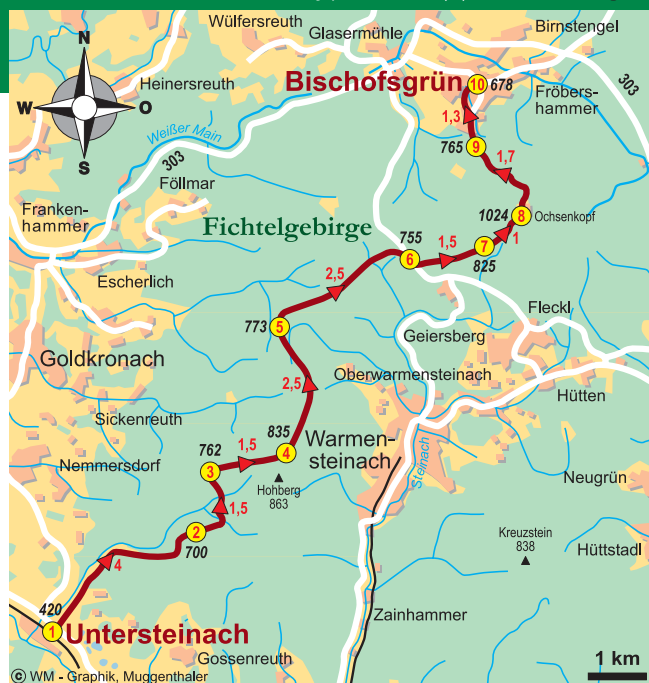 Wülfersreuth
Glasermühle
Birnstengel
N
W
O
S
Heinersreuth
Bischofsgrün
10
678
303
Fröbers-
hammer
1,3
Weißer Main
303
765
9
1,7
Föllmar
Franken-
hammer
1024
8
Ochsenkopf
Fichtelgebirge
755
6
1,5
7
1
825
2,5
Escherlich
Fleckl
773
5
Geiersberg
Goldkronach
Oberwarmensteinach
2,5
Hütten
Sickenreuth
835
4
Warmen-
steinach
762
1,5
Nemmersdorf
3
Steinach
Hohberg
863
Neugrün
1,5
2
700
Kreuzstein
838
Hüttstadl
4
420
1
Untersteinach
Zainhammer
Gossenreuth
1 km
© WM - Graphik, Muggenthaler